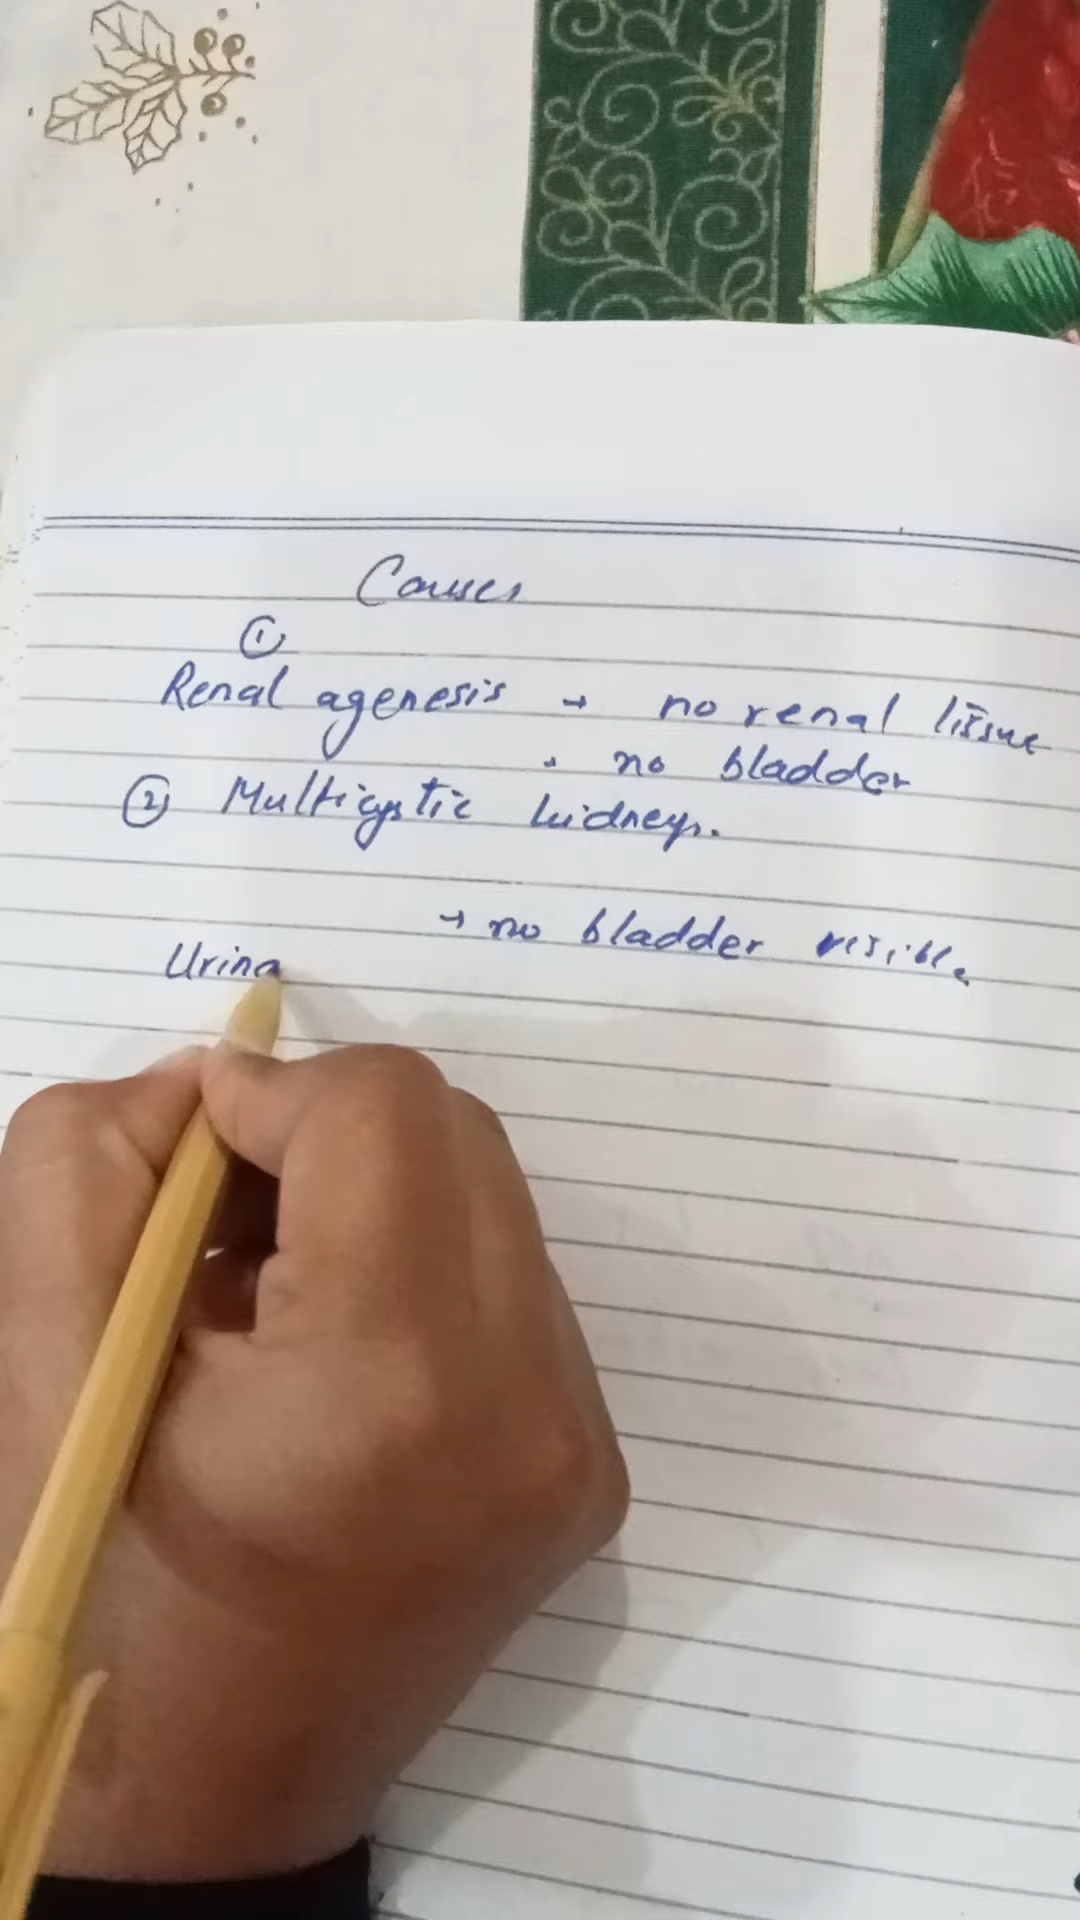 Causes
①
Renal agenesis → no renal tissue
• no bladder
② Multicystic kidneys.
→ no bladder visible
Urina